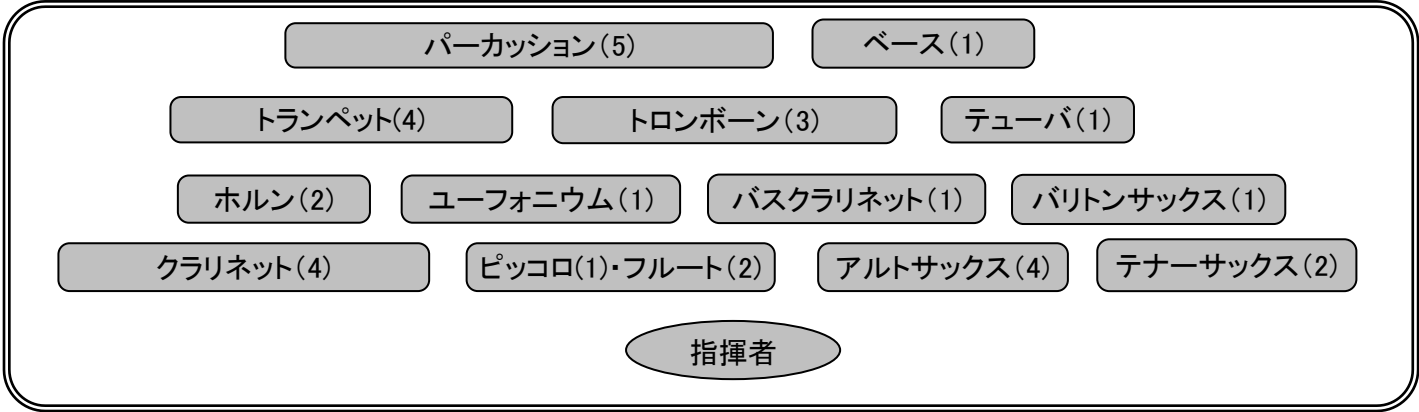 パーカッション(5) ベース(1)
トランペット(4) トロンボーン(3) テューバ(1)
ホルン(2) ユーフォニウム(1) バスクラリネット(1) バリトンサックス(1)
クラリネット(4) ピッコロ(1)・フルート(2) アルトサックス(4) テナーサックス(2)
指揮者